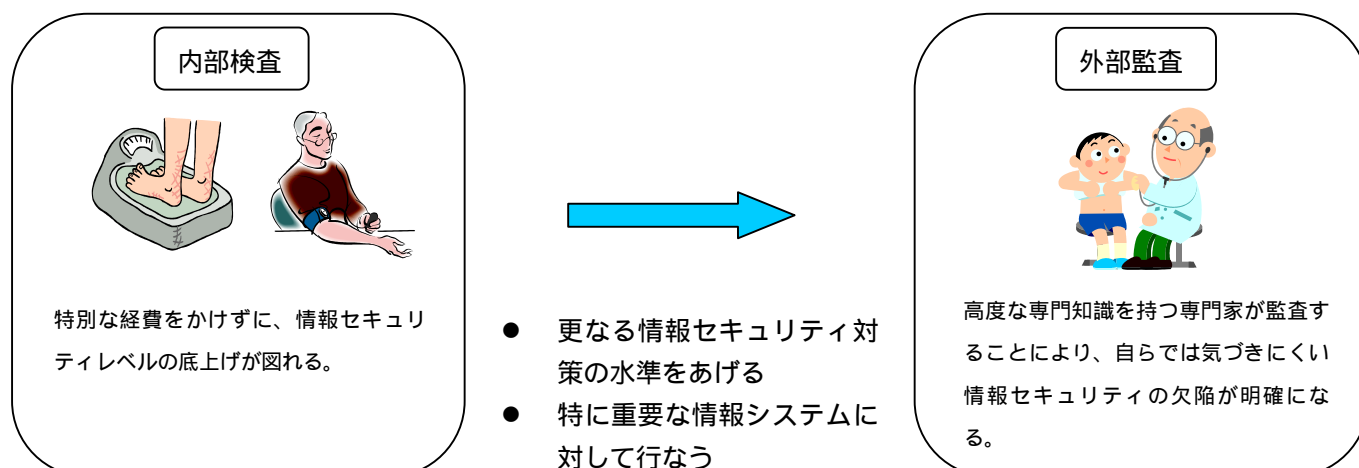 内部検査
特別な経費をかけずに、情報セキュリ
ティレベルの底上げが図れる。
● 更なる情報セキュリティ対
策の水準をあげる
● 特に重要な情報システムに
対して行なう
外部監査
高度な専門知識を持つ専門家が監査す
ることにより、自らでは気づきにくい
情報セキュリティの欠陥が明確にな
る。